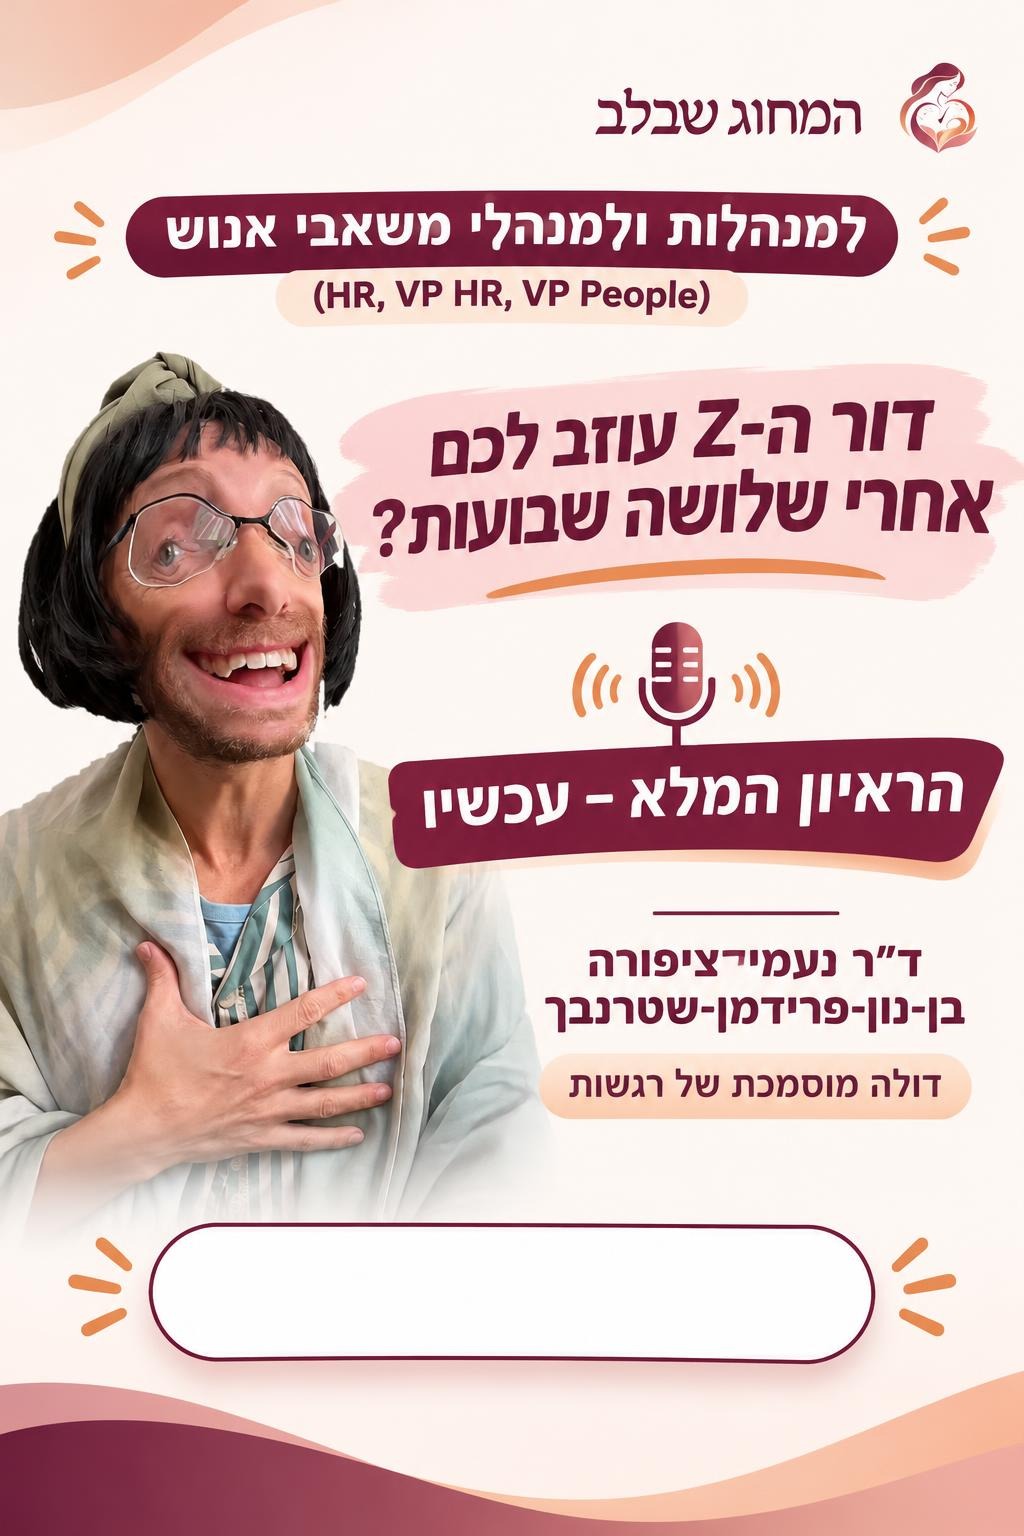 המחוג שבלב
למנהלות ולמנהלי משאבי אנוש
(HR, VP HR, VP People)
דור ה-Z עוזב לכם
אחרי שלושה שבועות?
הראיון המלא – עכשיו
ד״ר נעמי־ציפורה
בן-נון-פרידמן-שטרנבך
דולה מוסמכת של רגשות